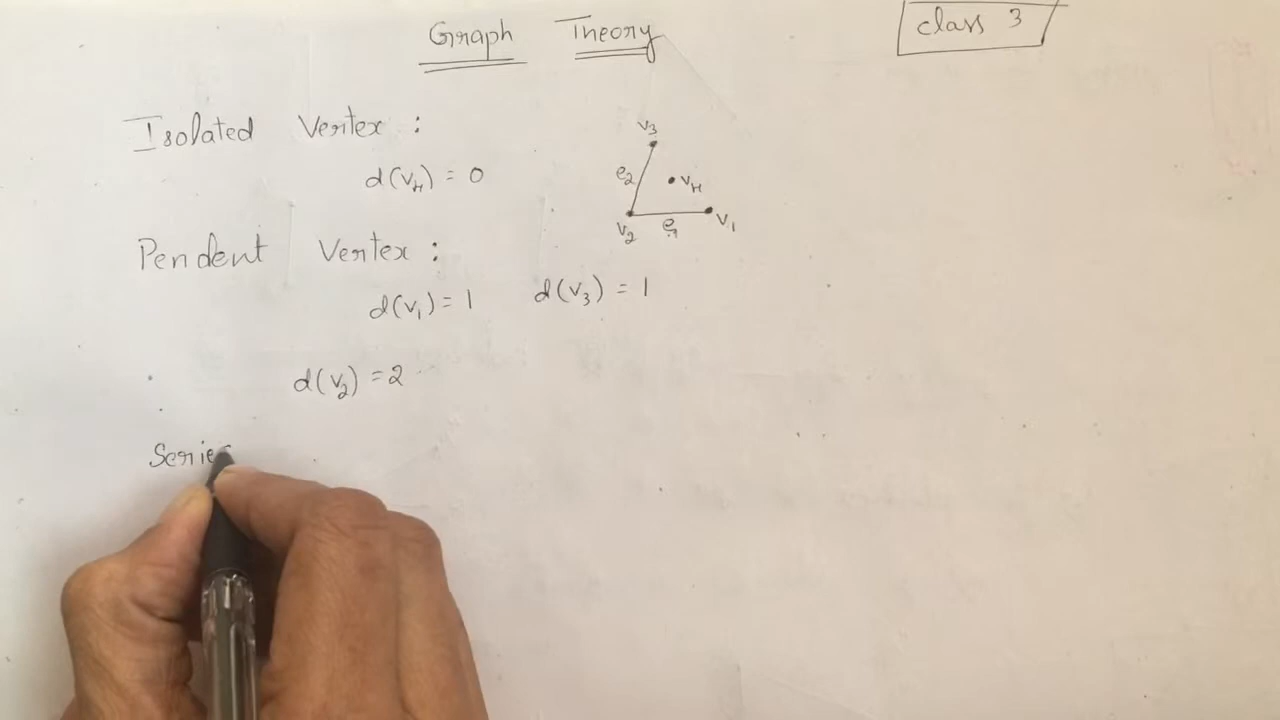 Graph Theory
class 3
Isolated Vertex :
d(v₄) = 0
v₃
e₂
v₄
v₂ e₁ v₁
Pendent Vertex :
d(v₁) = 1 d(v₃) = 1
d(v₂) = 2
Series